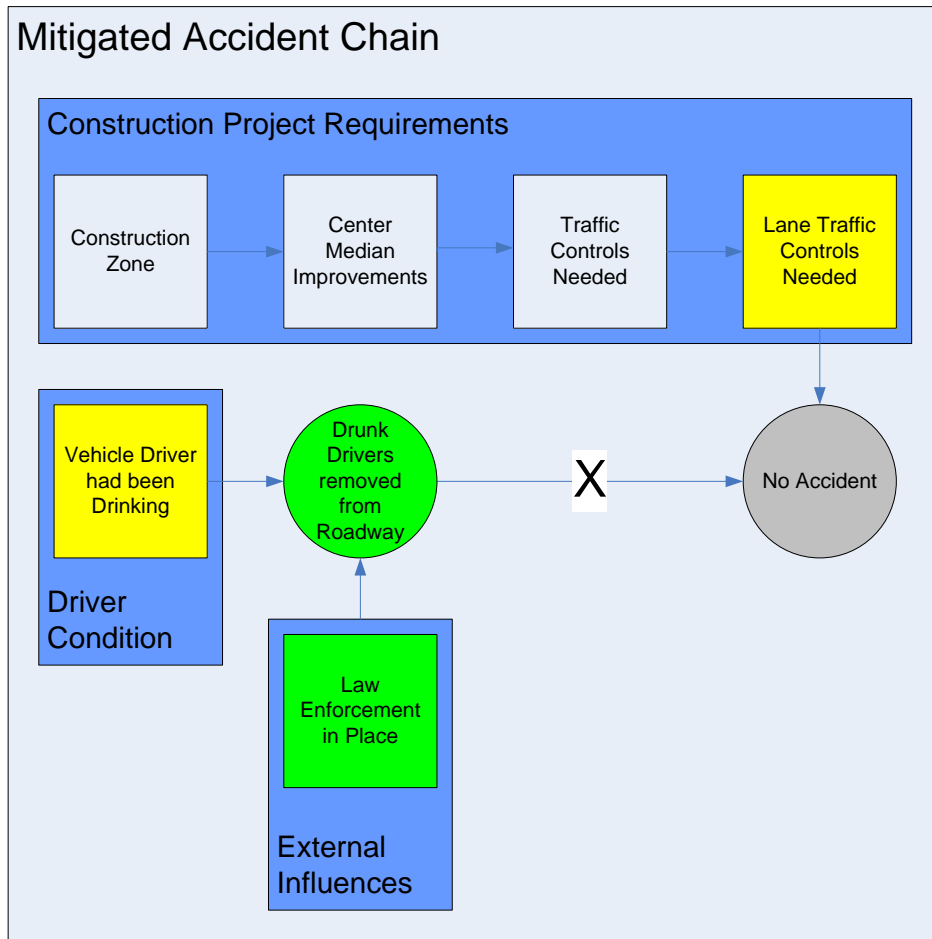 Mitigated Accident Chain
Construction Project Requirements
Construction
Zone
Center
Median
Improvements
Traffic
Controls
Needed
Lane Traffic
Controls
Needed
Vehicle Driver
had been
Drinking
Driver
Condition
Drunk
Drivers
removed
from
Roadway
X
No Accident
Law
Enforcement
in Place
External
Influences